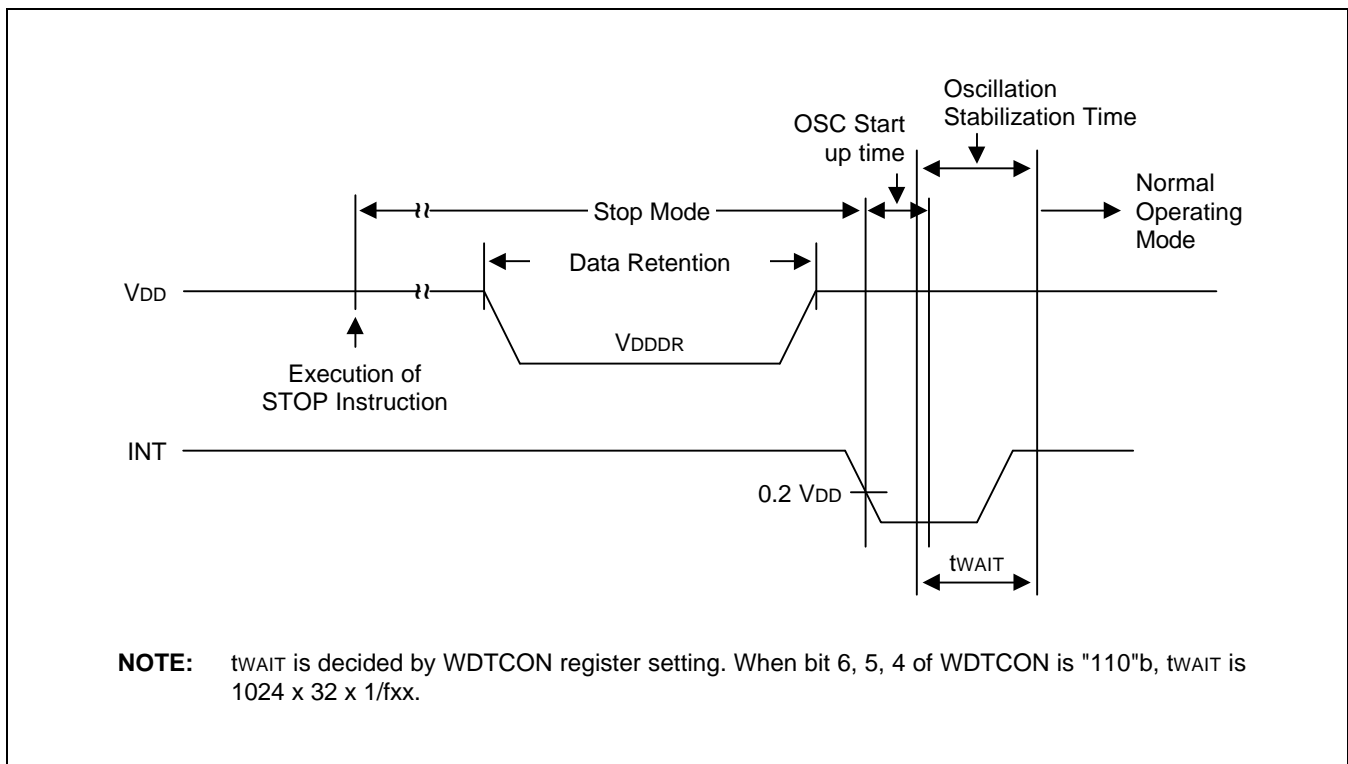 Oscillation
Stabilization Time
OSC Start
up time
Normal
Operating
Mode
Stop Mode
Data Retention
VDD
VDDDR
Execution of
STOP Instruction
INT
0.2 VDD
tWAIT
NOTE: tWAIT is decided by WDTCON register setting. When bit 6, 5, 4 of WDTCON is "110"b, tWAIT is
1024 x 32 x 1/fxx.